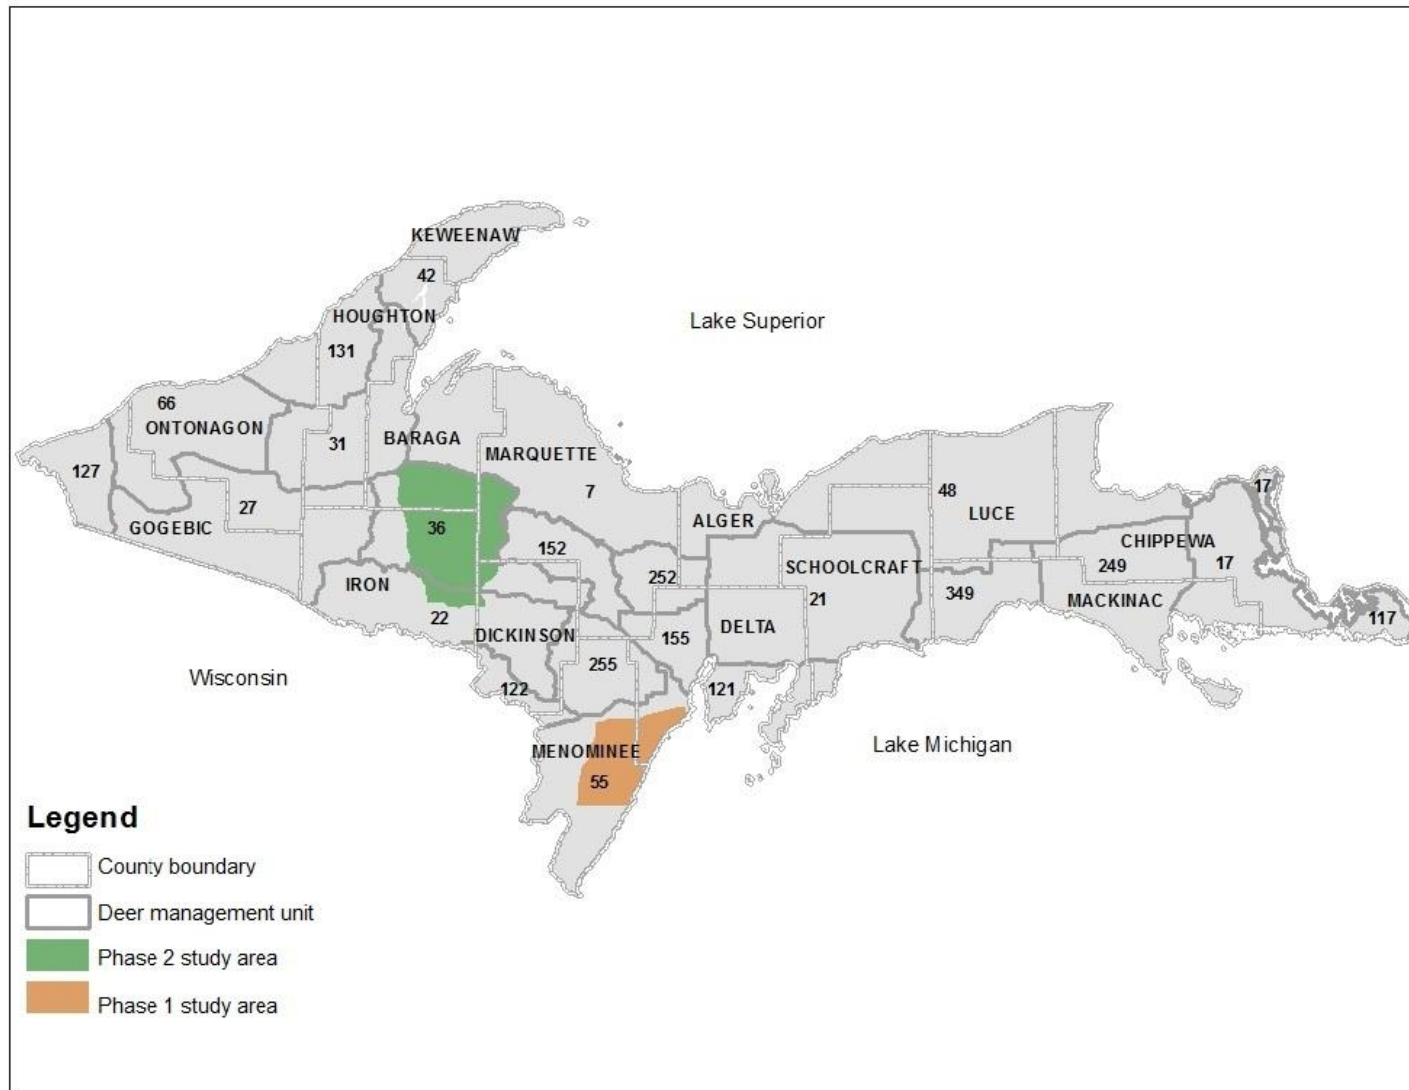 KEWEENAW
42
HOUGHTON
Lake Superior
131
66
ONTONAGON
31
BARAGA
MARQUETTE
127
7
48
17
27
LUCE
GOGEBIC
36
ALGER
CHIPPEWA
152
SCHOOLCRAFT
249
17
IRON
252
349
MACKINAC
21
117
22
DICKINSON
DELTA
155
Wisconsin
255
122
121
MENOMINEE
Lake Michigan
55
Legend
County boundary
Deer management unit
Phase 2 study area
Phase 1 study area